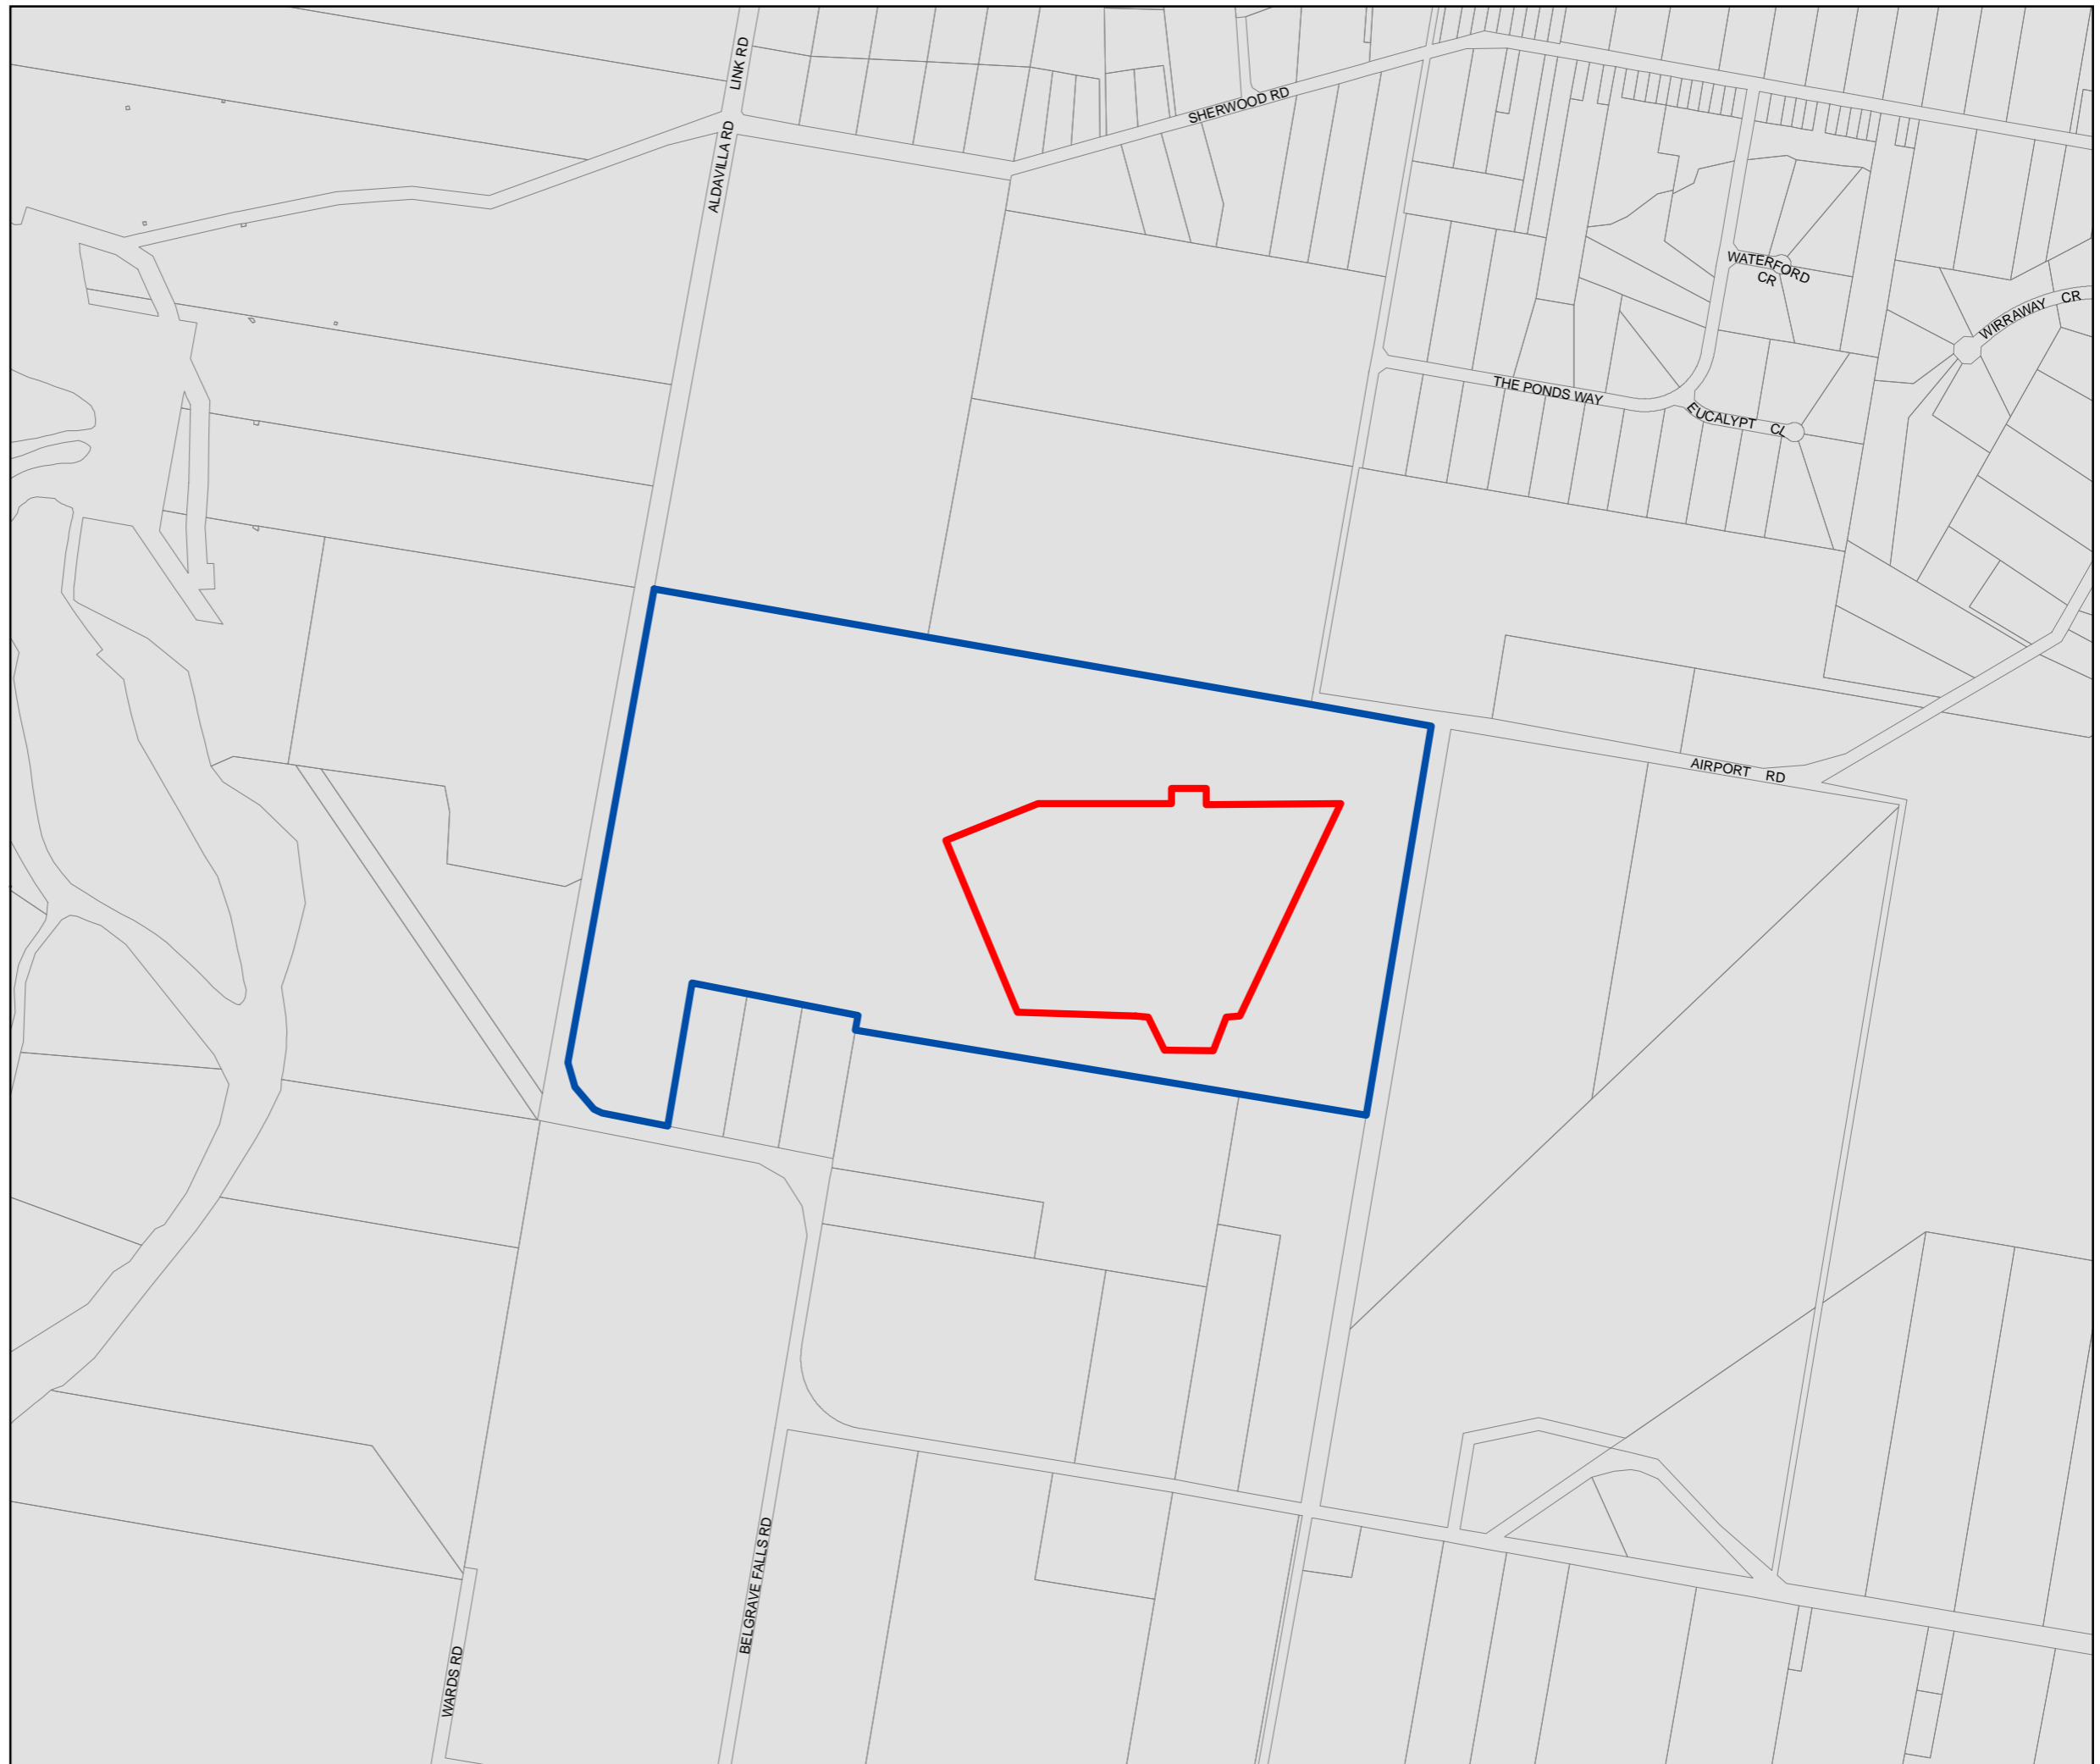 LINK RD
SHERWOOD RD
ALDAVILLA RD
WATERFORD
CR
WIRRAWAY CR
THE PONDS WAY
EUCALYPT CL
AIRPORT RD
BELGRAVE FALLS RD
WARDS RD